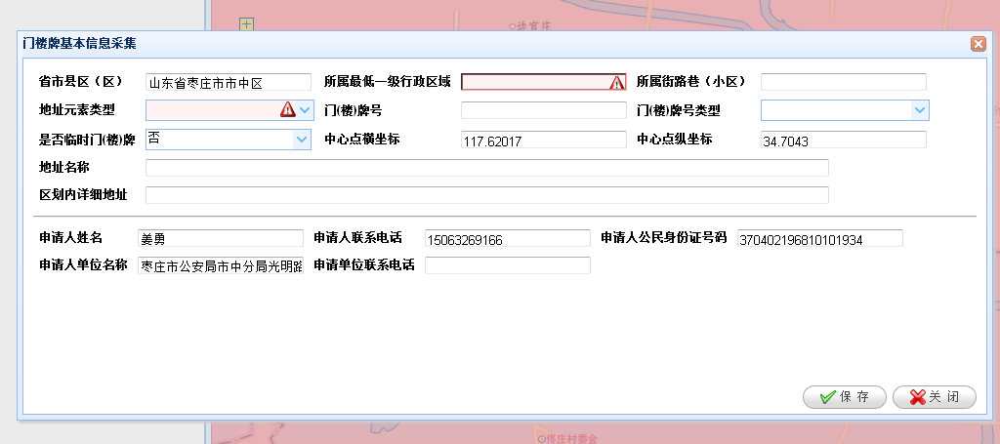 边官庄
门楼牌基本信息采集
省市县区（区） 山东省枣庄市市中区 所属最低一级行政区域 所属街路巷（小区）
地址元素类型 门(楼)牌号 门(楼)牌号类型
是否临时门(楼)牌 否 中心点横坐标 117.62017 中心点纵坐标 34.7043
地址名称
区划内详细地址
申请人姓名 姜勇 申请人联系电话 15063269166 申请人公民身份证号码 370402196810101934
申请人单位名称 枣庄市公安局市中分局光明路 申请单位联系电话
保 存 关 闭
佟庄村委会